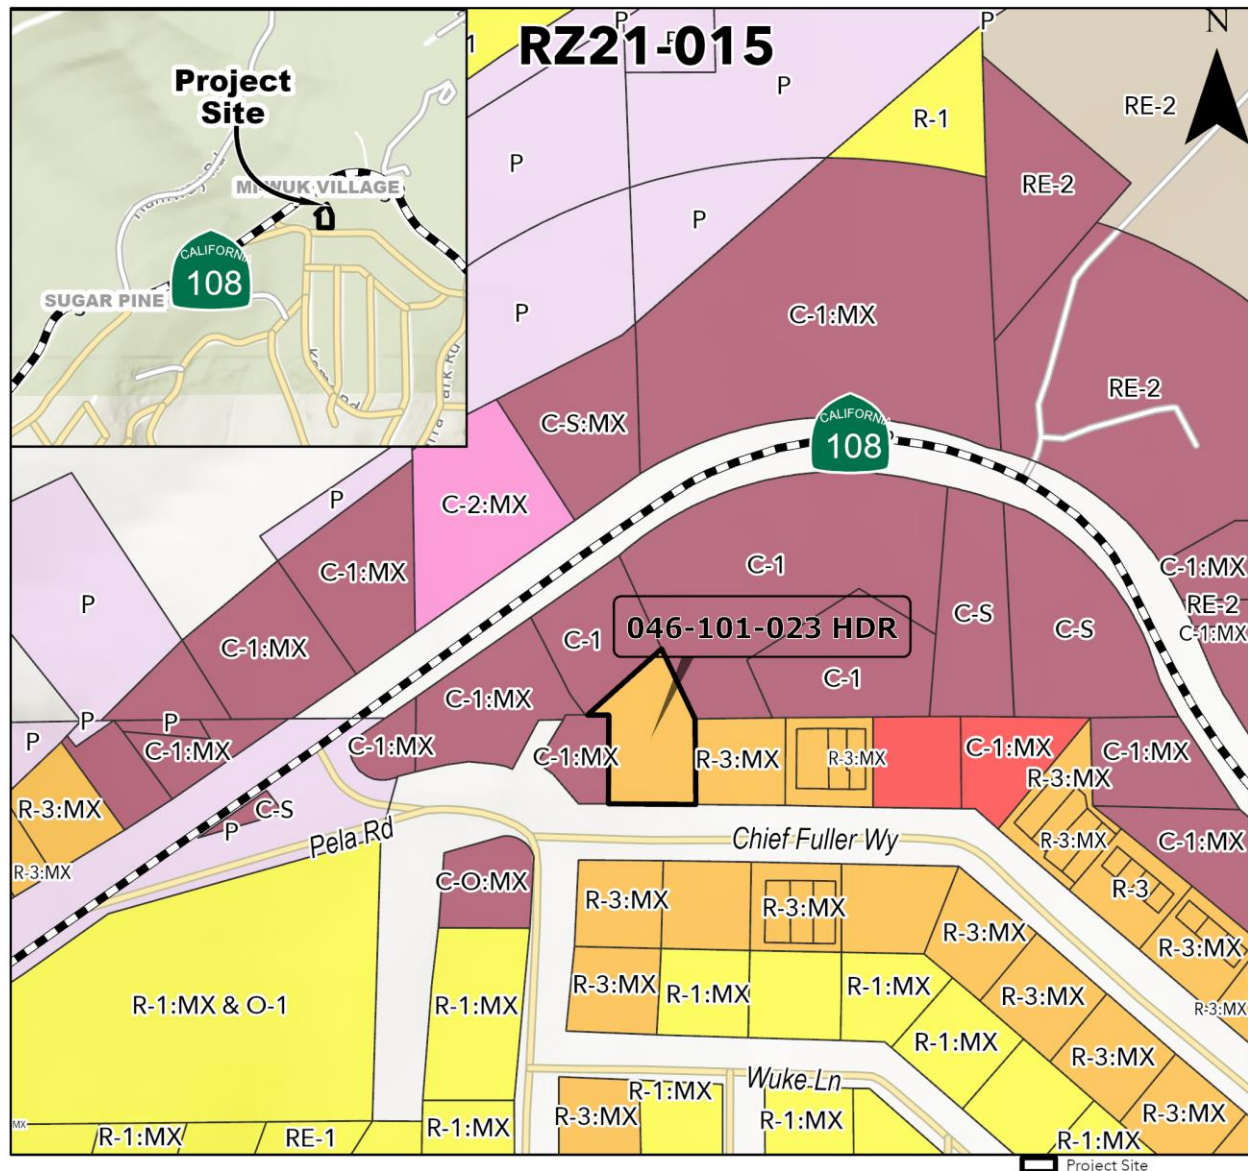 RZ21-015
N
Project
Site
MI-WUK VILLAGE
CALIFORNIA
108
SUGAR PINE
P
P
P
P
P
P
P
R-1
RE-2
RE-2
C-1:MX
RE-2
C-S:MX
CALIFORNIA
108
P
C-2:MX
C-1:MX
C-1:MX
RE-2
C-1:MX
C-1
P
C-1:MX
C-1
046-101-023 HDR
C-S
C-S
C-1
C-1:MX
P
P
P
C-1:MX
C-1:MX
C-1:MX
R-3:MX
R-3:MX
C-1:MX
R-3:MX
C-1:MX
R-3:MX
C-S
P
R-3:MX
Pela Rd
Chief Fuller Wy
R-3:MX
C-1:MX
C-O:MX
R-3:MX
R-3:MX
R-3
R-3:MX
R-3:MX
R-3:MX
R-1:MX
R-1:MX
R-3:MX
R-3:MX
R-1:MX & O-1
R-1:MX
R-1:MX
R-3:MX
Wuke Ln
R-1:MX
MX
R-1:MX
RE-1
R-1:MX
R-3:MX
R-1:MX
R-1:MX
Project Site